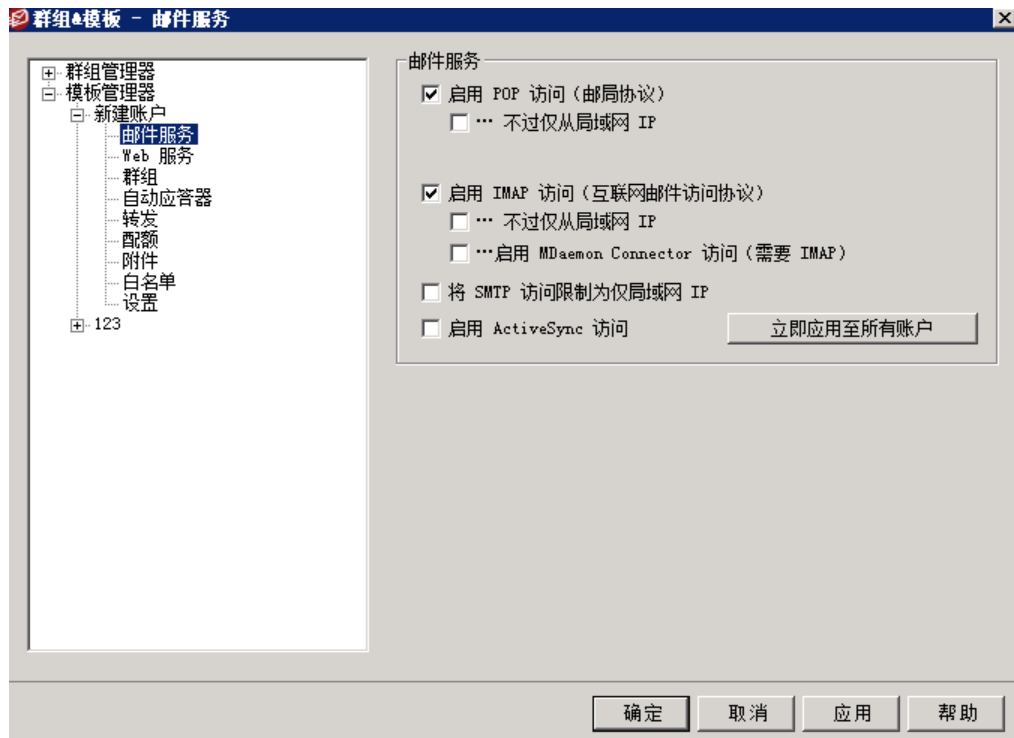 群组&模板 - 邮件服务
群组管理器
模板管理器
新建账户
邮件服务
Web 服务
群组
自动应答器
转发
配额
附件
白名单
设置
123
邮件服务
启用 POP 访问(邮局协议)
… 不过仅从局域网 IP
启用 IMAP 访问(互联网邮件访问协议)
… 不过仅从局域网 IP
…启用 MDaemon Connector 访问(需要 IMAP)
将 SMTP 访问限制为仅局域网 IP
启用 ActiveSync 访问
立即应用至所有账户
确定
取消
应用
帮助